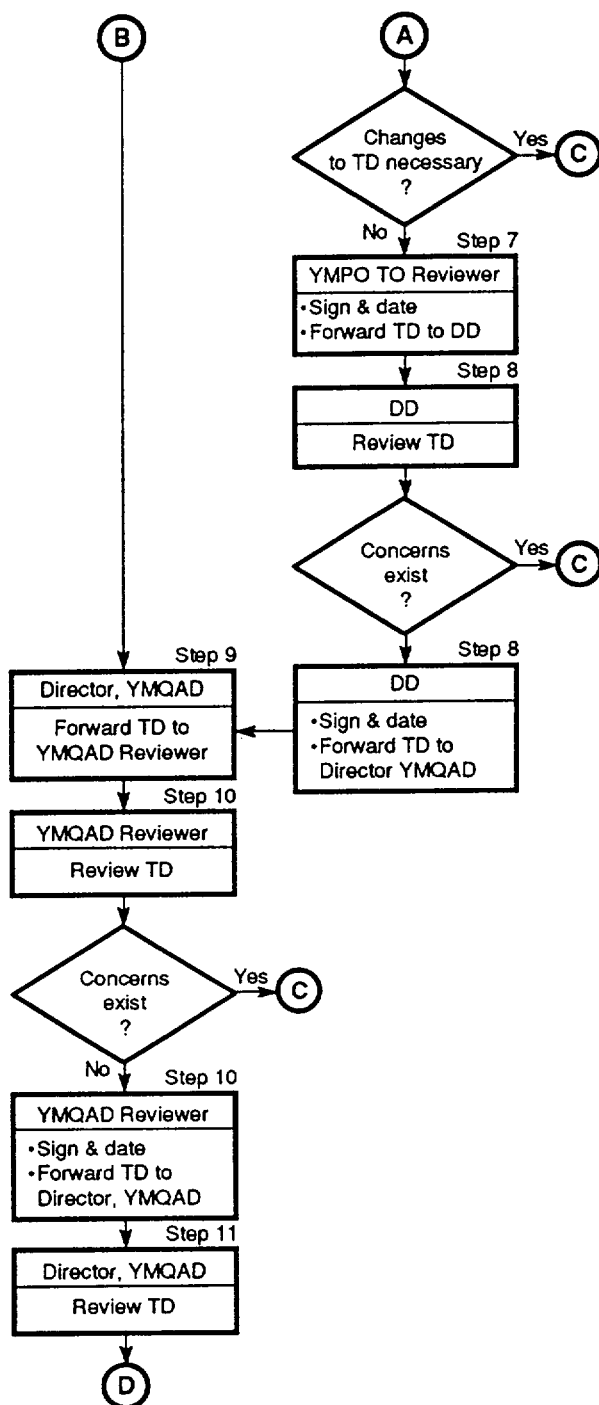 B
A
Changes
to TD necessary
?
Yes
C
No
Step 7
YMPO TO Reviewer
•Sign & date
•Forward TD to DD
Step 8
DD
Review TD
Concerns
exist
?
Yes
C
Step 8
DD
•Sign & date
•Forward TD to
Director YMQAD
Step 9
Director, YMQAD
Forward TD to
YMQAD Reviewer
Step 10
YMQAD Reviewer
Review TD
Concerns
exist
?
Yes
C
No
Step 10
YMQAD Reviewer
•Sign & date
•Forward TD to
Director, YMQAD
Step 11
Director, YMQAD
Review TD
D